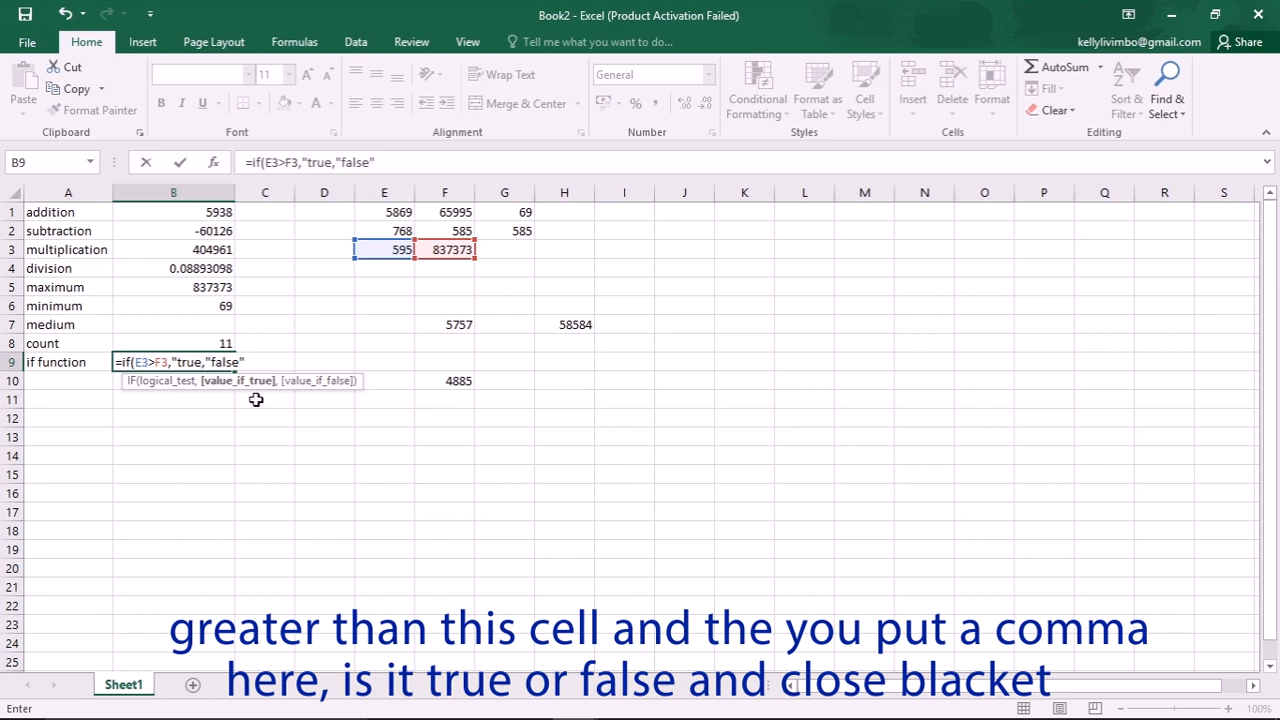 Book2 - Excel (Product Activation Failed)
File Home Insert Page Layout Formulas Data Review View Tell me what you want to do... kellylivimbo@gmail.com Share
Paste Cut Copy Format Painter Clipboard
11 B I U A A A Font
Wrap Text Merge & Center Alignment
General % Number
Conditional Formatting Format as Table Cell Styles Styles
Insert Delete Format Cells
AutoSum Fill Clear Sort & Filter Find & Select Editing
B9 fx =if(E3>F3,"true,"false"
A B C D E F G H I J K L M N O P Q R S
1 addition 5938 5869 65995 69
2 subtraction -60126 768 585 585
3 multiplication 404961 595 837373
4 division 0.08893098
5 maximum 837373
6 minimum 69
7 medium 5757 58584
8 count 11
9 if function =if(E3>F3,"true,"false"
IF(logical_test, [value_if_true], [value_if_false])
10 4885
11
12
13
14
15
16
17
18
19
20
21
22
23
24
25
greater than this cell and the you put a comma
here, is it true or false and close blacket
Sheet1
Enter 100%